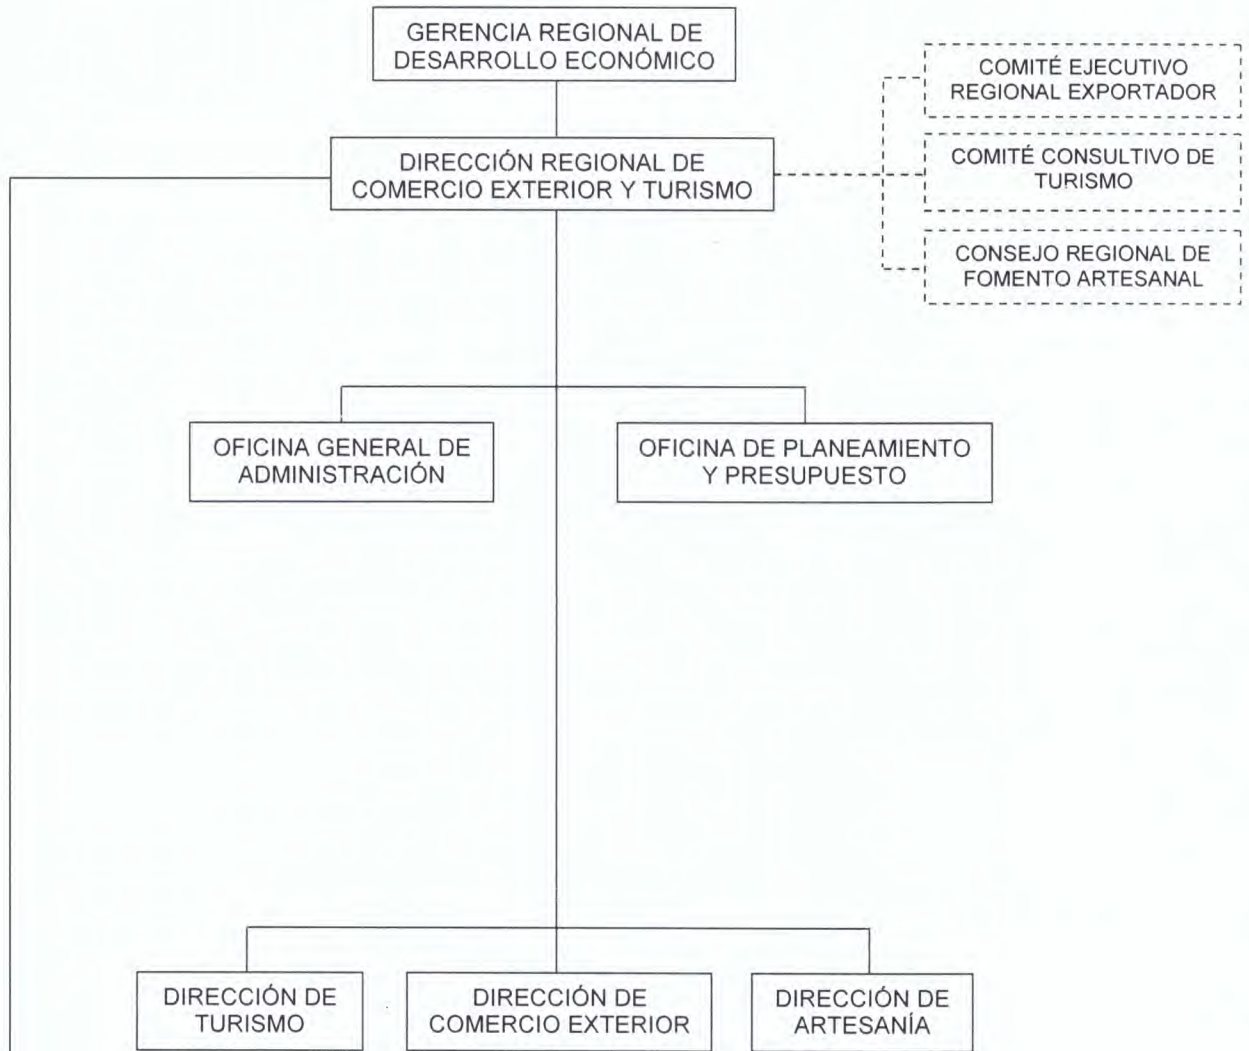 GERENCIA REGIONAL DE
DESARROLLO ECONÓMICO
COMITÉ EJECUTIVO
REGIONAL EXPORTADOR
DIRECCIÓN REGIONAL DE
COMERCIO EXTERIOR Y TURISMO
COMITÉ CONSULTIVO DE
TURISMO
CONSEJO REGIONAL DE
FOMENTO ARTESANAL
OFICINA GENERAL DE
ADMINISTRACIÓN
OFICINA DE PLANEAMIENTO
Y PRESUPUESTO
DIRECCIÓN DE
TURISMO
DIRECCIÓN DE
COMERCIO EXTERIOR
DIRECCIÓN DE
ARTESANÍA